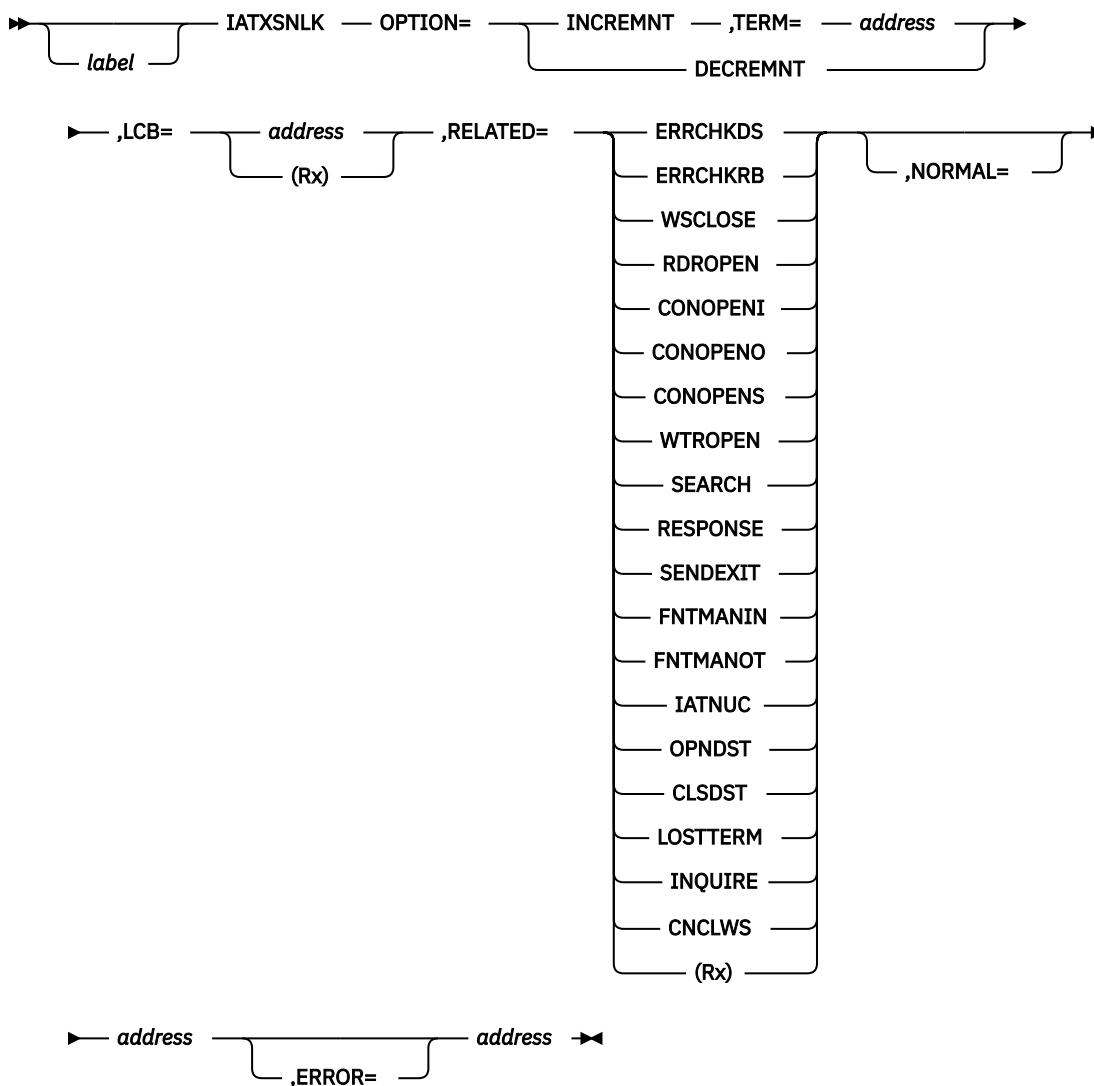 IATXSNLK OPTION= INCREMNT ,TERM= address
label DECREMNT
,LCB= address ,RELATED= ERRCHKDS
(Rx) ERRCHKRB ,NORMAL=
WSCLOSE
RDROPEN
CONOPENI
CONOPENO
CONOPENS
WTROPEN
SEARCH
RESPONSE
SENDEXIT
FNTMANIN
FNTMANOT
IATNUC
OPNDST
CLSDST
LOSTTERM
INQUIRE
CNCLWS
(Rx)
address address
,ERROR=